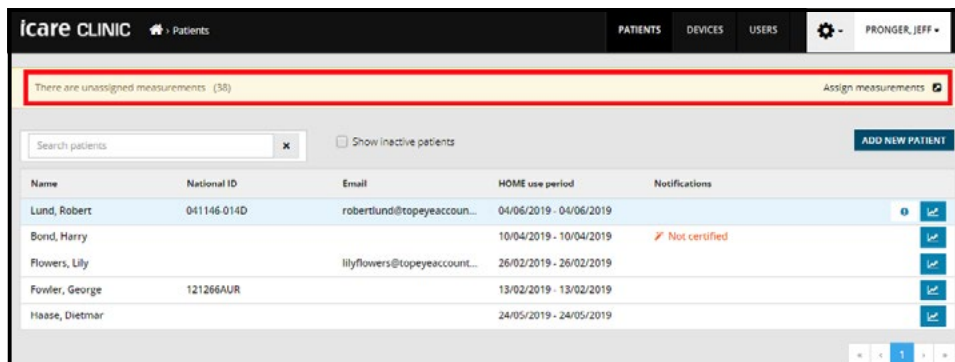 icare CLINIC › Patients PATIENTS DEVICES USERS PRONGER, JEFF
There are unassigned measurements (38) Assign measurements
Search patients × Show inactive patients ADD NEW PATIENT
Name National ID Email HOME use period Notifications
Lund, Robert 041146-014D robertlund@topeyeaccoun... 04/06/2019 - 04/06/2019
Bond, Harry 10/04/2019 - 10/04/2019 Not certified
Flowers, Lily lilyflowers@topeyeaccount... 26/02/2019 - 26/02/2019
Fowler, George 121266AUR 13/02/2019 - 13/02/2019
Haase, Dietmar 24/05/2019 - 24/05/2019
« ‹ 1 › »